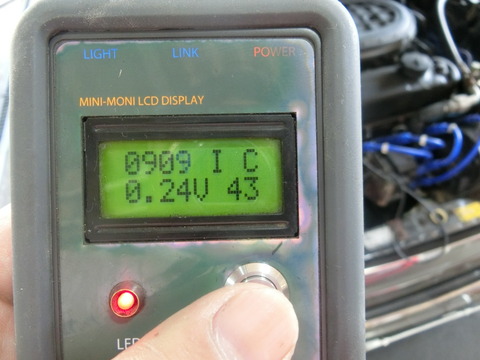 LIGHT LINK POWER
MINI-MONI LCD DISPLAY
0909 I C
0.24V 43
LED